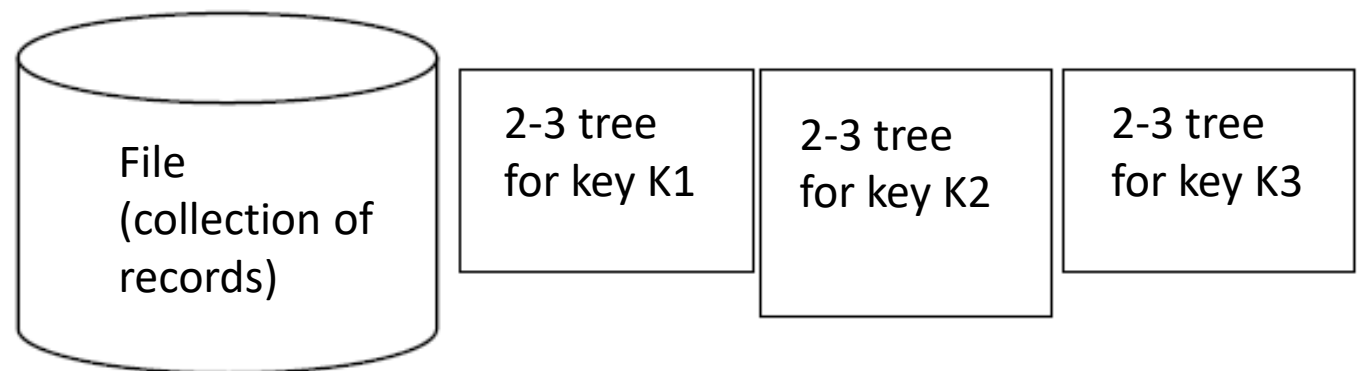 File
(collection of
records)
2-3 tree
for key K1
2-3 tree
for key K2
2-3 tree
for key K3